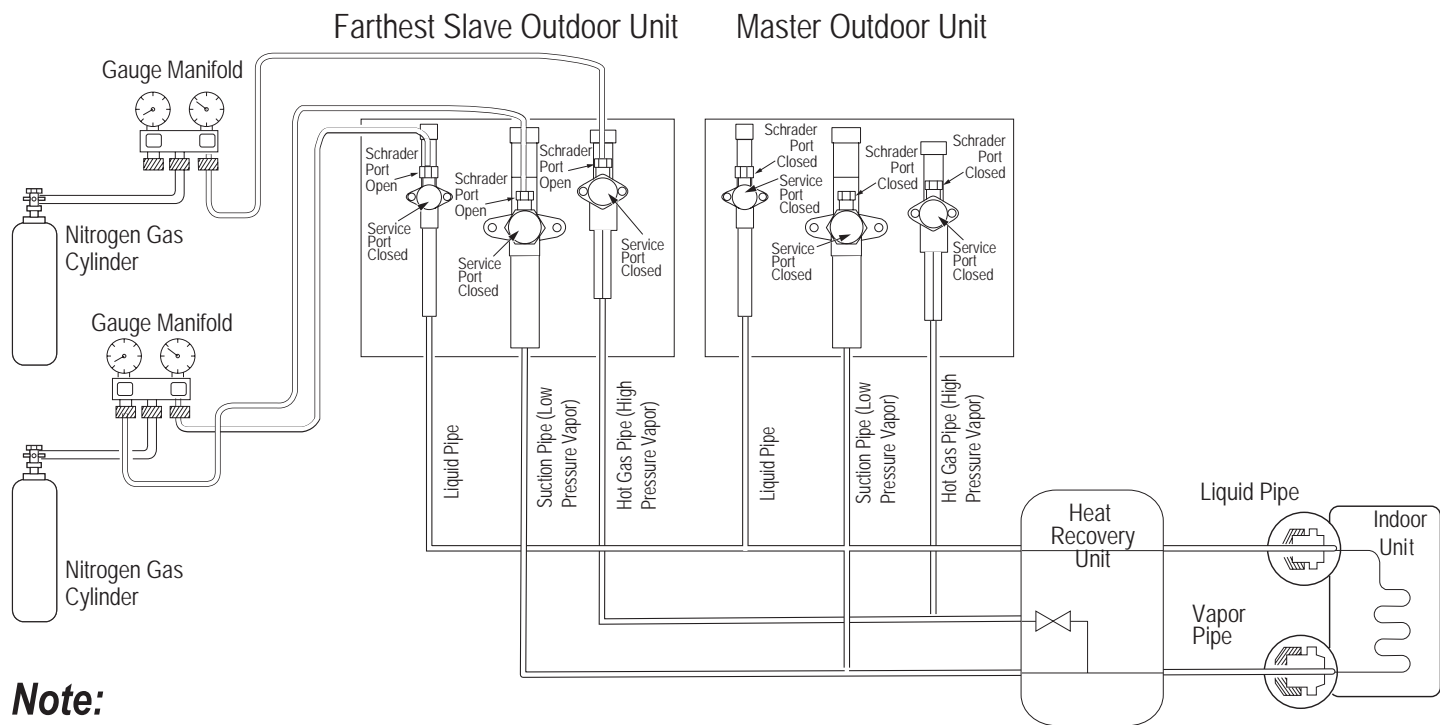 Farthest Slave Outdoor Unit
Master Outdoor Unit
Gauge Manifold
Nitrogen Gas
Cylinder
Gauge Manifold
Nitrogen Gas
Cylinder
Schrader
Port
Open
Service
Port
Closed
Schrader
Port
Open
Service
Port
Closed
Schrader
Port
Open
Service
Port
Closed
Schrader
Port
Closed
Service
Port
Closed
Schrader
Port
Closed
Service
Port
Closed
Schrader
Port
Closed
Service
Port
Closed
Liquid Pipe
Suction Pipe (Low
Pressure Vapor)
Hot Gas Pipe (High
Pressure Vapor)
Liquid Pipe
Suction Pipe (Low
Pressure Vapor)
Hot Gas Pipe (High
Pressure Vapor)
Heat
Recovery
Unit
Liquid Pipe
Indoor
Unit
Vapor
Pipe
Note: